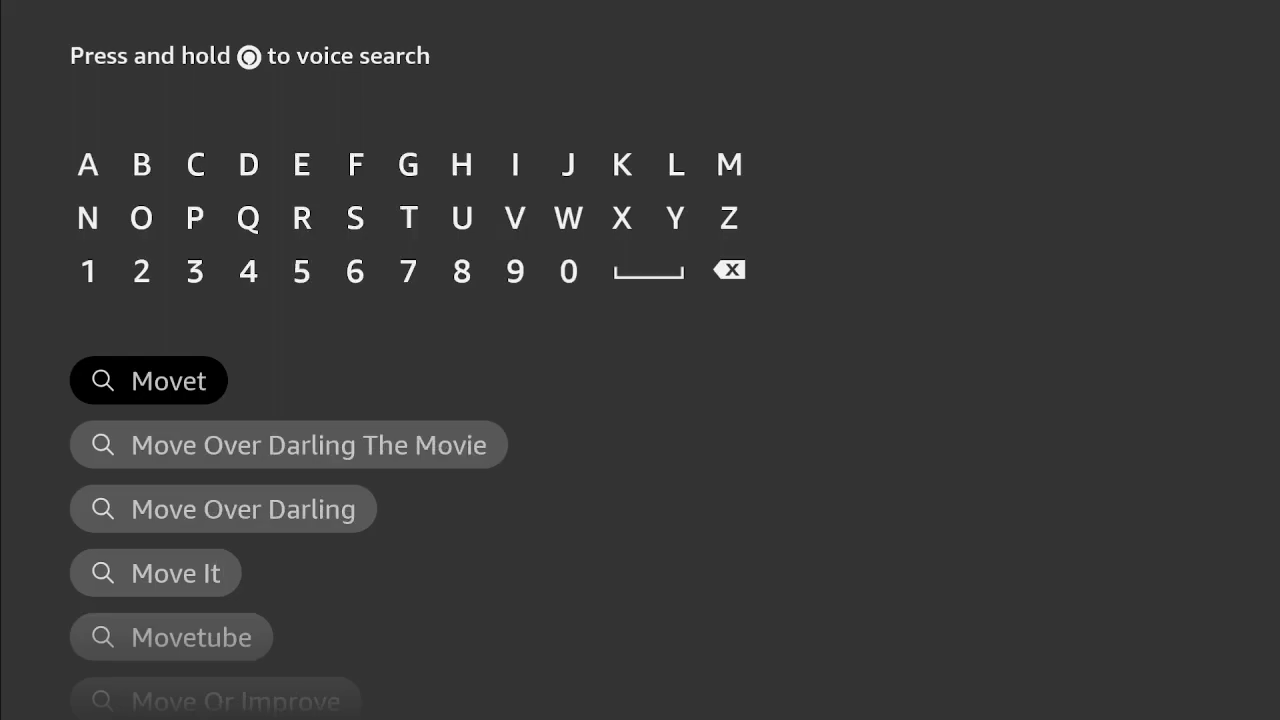 Press and hold to voice search
A B C D E F G H I J K L M
N O P Q R S T U V W X Y Z
1 2 3 4 5 6 7 8 9 0
Movet
Move Over Darling The Movie
Move Over Darling
Move It
Movetube
Move Or Improve